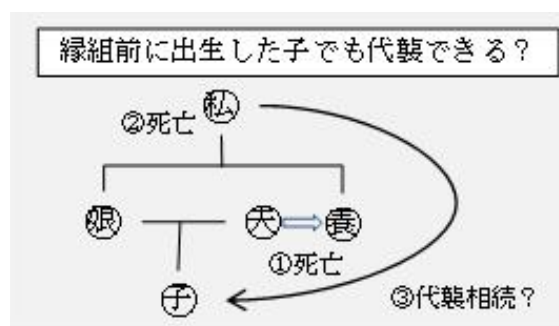 縁組前に出生した子でも代襲できる？
②死亡 私
娘 夫 養
①死亡
子 ③代襲相続？